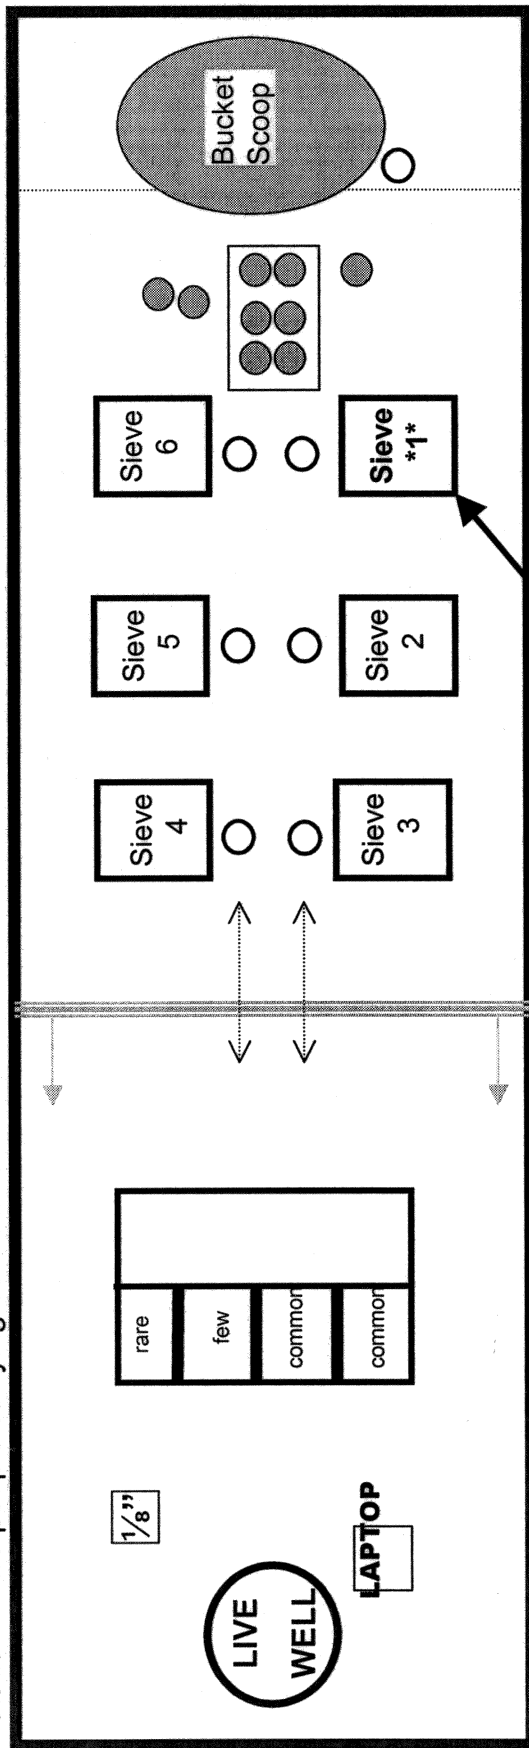 Bucket
Scoop
Sieve
6
Sieve
*1*
Sieve
5
Sieve
2
Sieve
4
Sieve
3
rare
few
common
common
1/8”
LAPTOP
LIVE
WELL